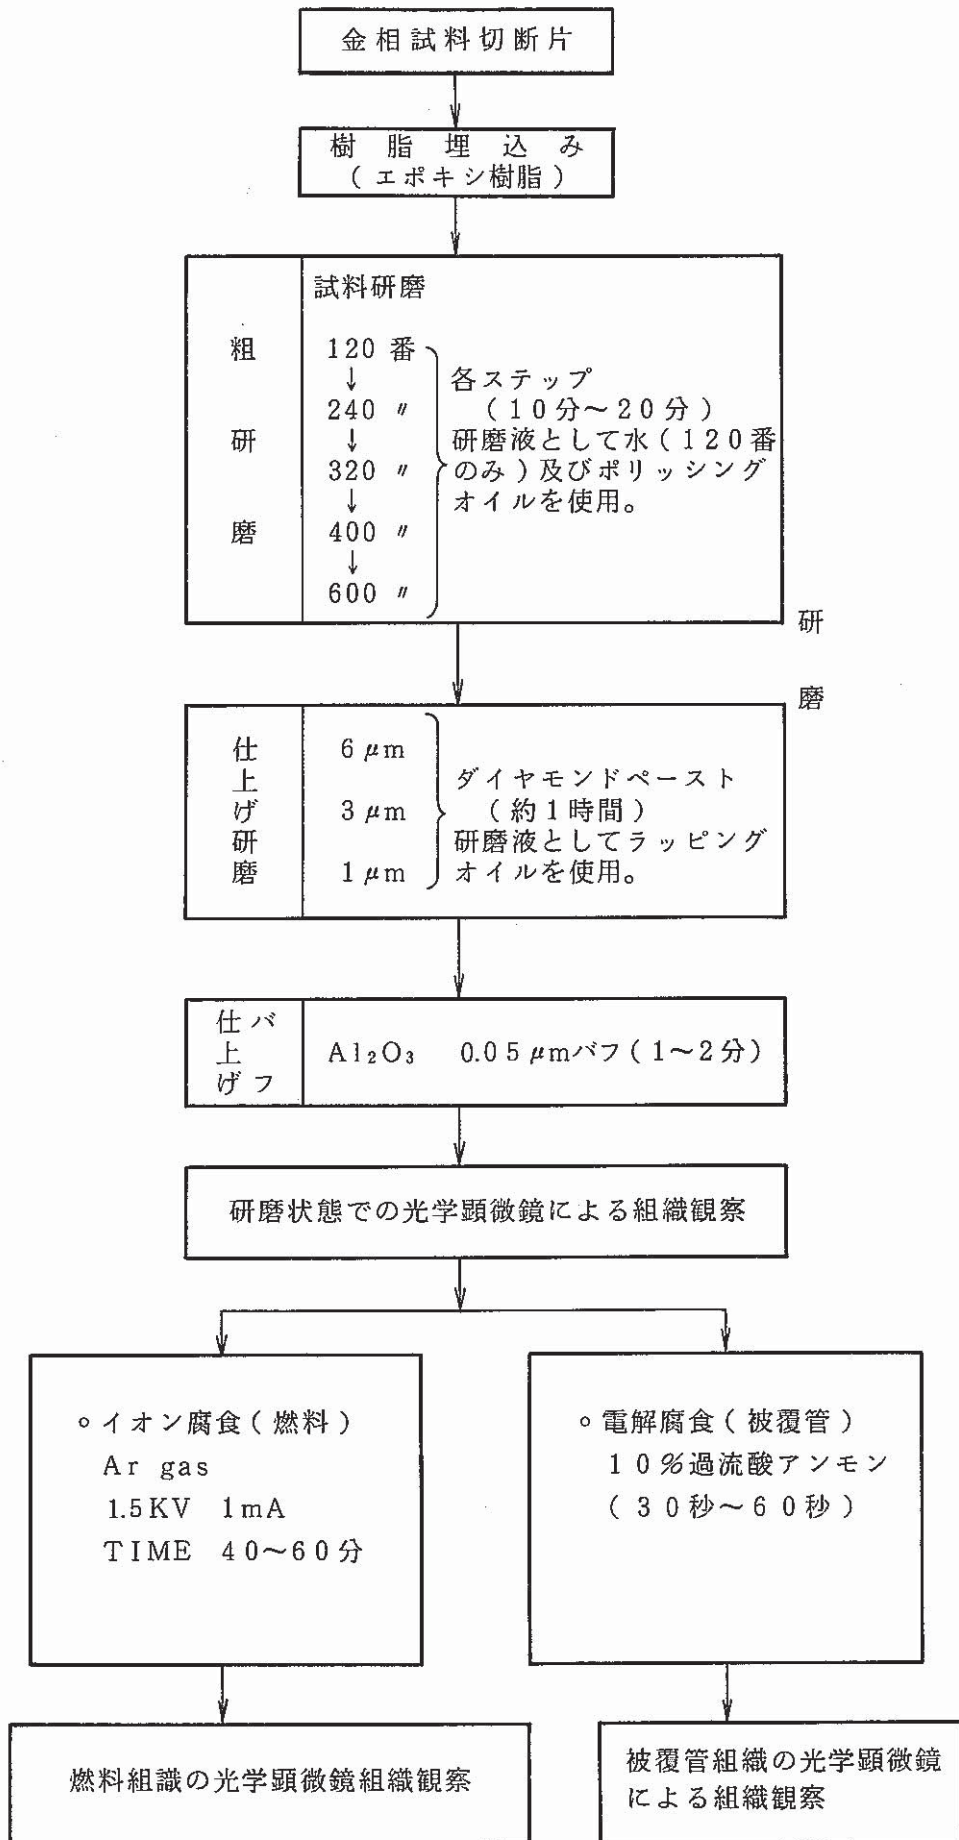 金相試料切断片
樹脂埋込み
(エポキシ樹脂)
粗研磨
試料研磨
120 番
↓
240 〃
↓
320 〃
↓
400 〃
↓
600 〃
各ステップ
(10分～20分)
研磨液として水(120番
のみ)及びポリッシング
オイルを使用。
研磨
仕上げ研磨
6 μm
3 μm
1 μm
ダイヤモンドペースト
(約1時間)
研磨液としてラッピング
オイルを使用。
バフ
仕上げ
Al₂O₃ 0.05 μmバフ(1～2分)
研磨状態での光学顕微鏡による組織観察
◦イオン腐食(燃料)
Ar gas
1.5KV 1mA
TIME 40～60分
◦電解腐食(被覆管)
10%過流酸アンモン
(30秒～60秒)
燃料組識の光学顕微鏡組織観察
被覆管組織の光学顕微鏡
による組織観察